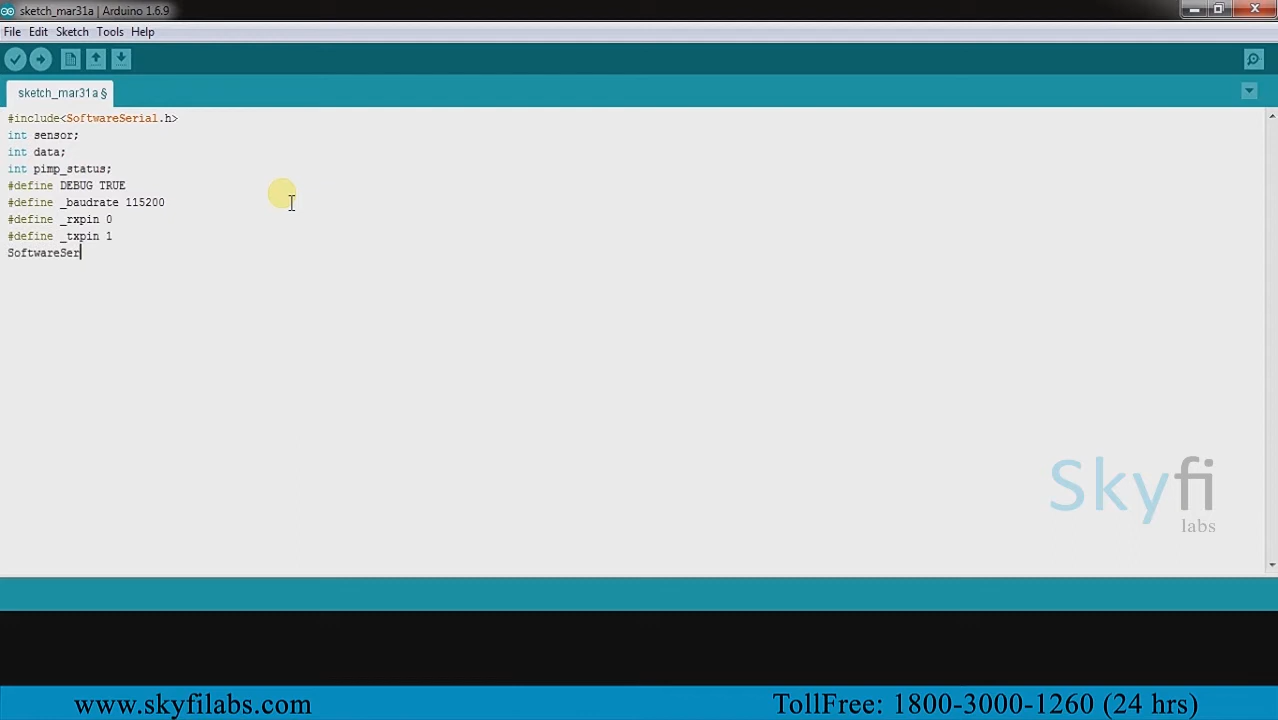 sketch_mar31a | Arduino 1.6.9
File Edit Sketch Tools Help
sketch_mar31a §
#include<SoftwareSerial.h>
int sensor;
int data;
int pimp_status;
#define DEBUG TRUE
#define _baudrate 115200
#define _rxpin 0
#define _txpin 1
SoftwareSer
Skyfi
labs
www.skyfilabs.com TollFree: 1800-3000-1260 (24 hrs)